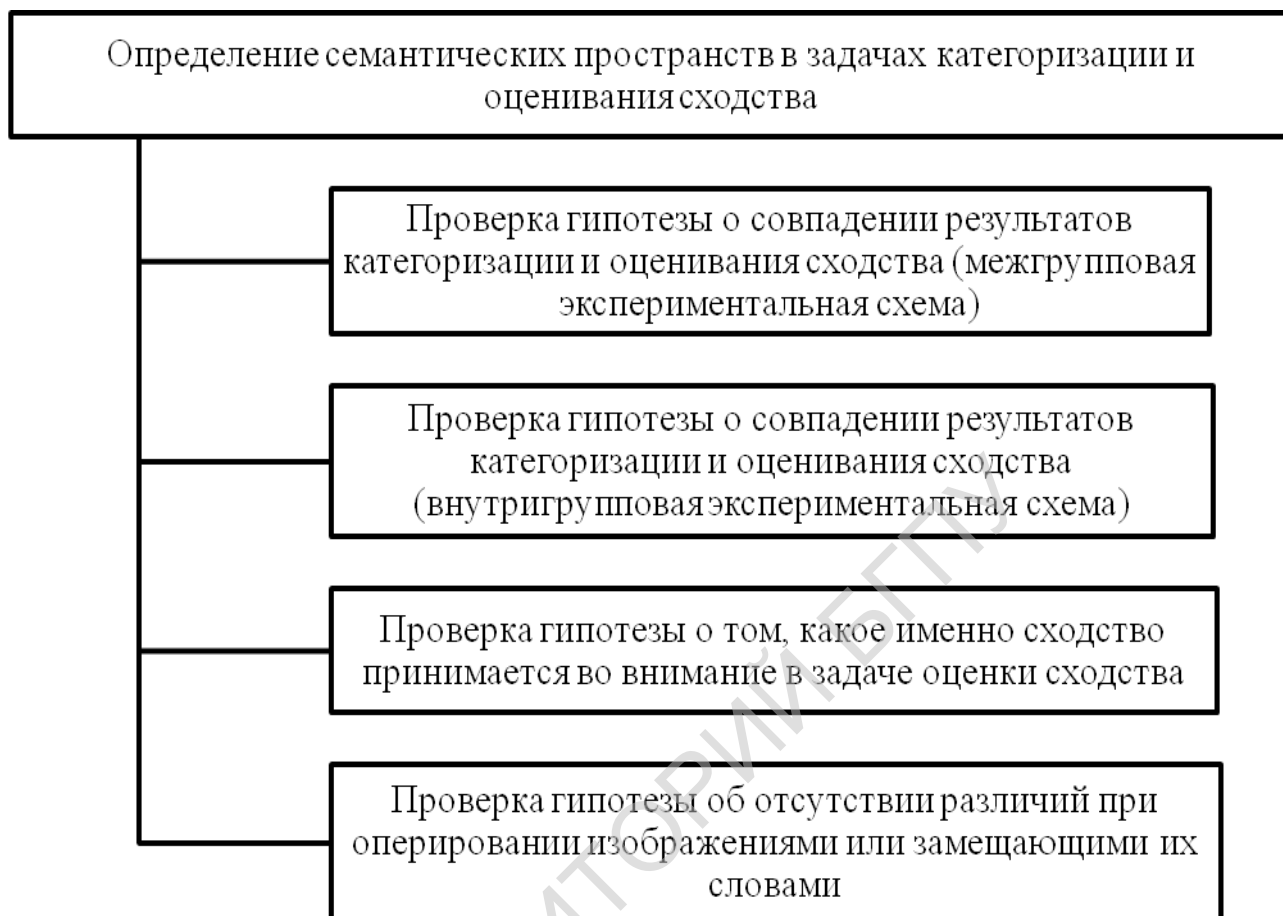 Определение семантических пространств в задачах категоризации и
оценивания сходства
Проверка гипотезы о совпадении результатов
категоризации и оценивания сходства (межгрупповая
экспериментальная схема)
Проверка гипотезы о совпадении результатов
категоризации и оценивания сходства
(внутригрупповая экспериментальная схема)
Проверка гипотезы о том, какое именно сходство
принимается во внимание в задаче оценки сходства
Проверка гипотезы об отсутствии различий при
оперировании изображениями или замещающими их
словами
ИТОРИЙ БГПУ